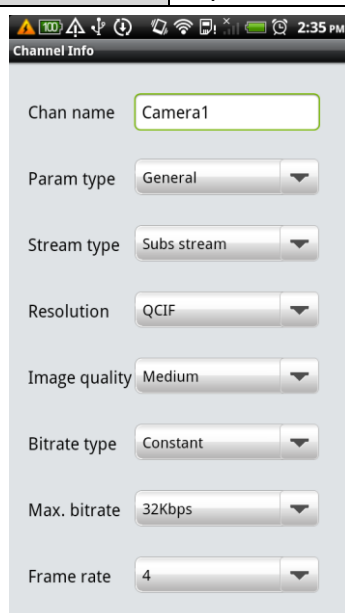 100 2:35 PM
Channel Info
Chan name Camera1
Param type General
Stream type Subs stream
Resolution QCIF
Image quality Medium
Bitrate type Constant
Max. bitrate 32Kbps
Frame rate 4